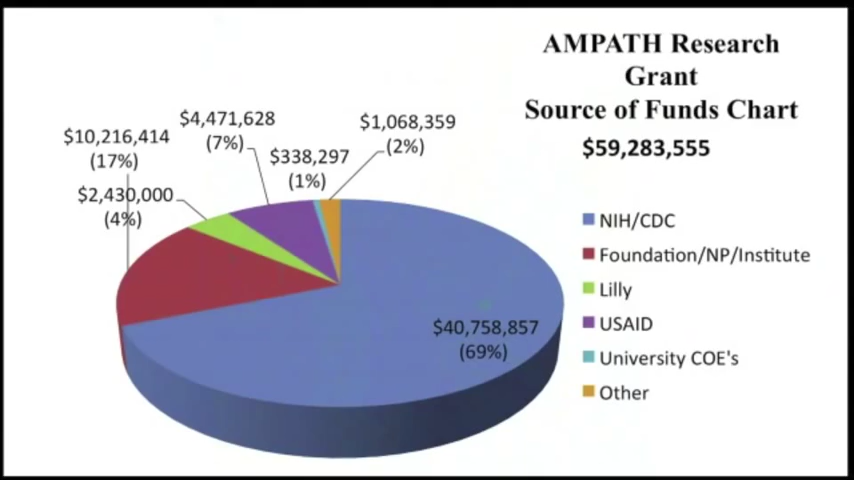 AMPATH Research
Grant
Source of Funds Chart
$59,283,555
$4,471,628
(7%)
$1,068,359
(2%)
$10,216,414
(17%)
$338,297
(1%)
$2,430,000
(4%)
$40,758,857
(69%)
NIH/CDC
Foundation/NP/Institute
Lilly
USAID
University COE's
Other